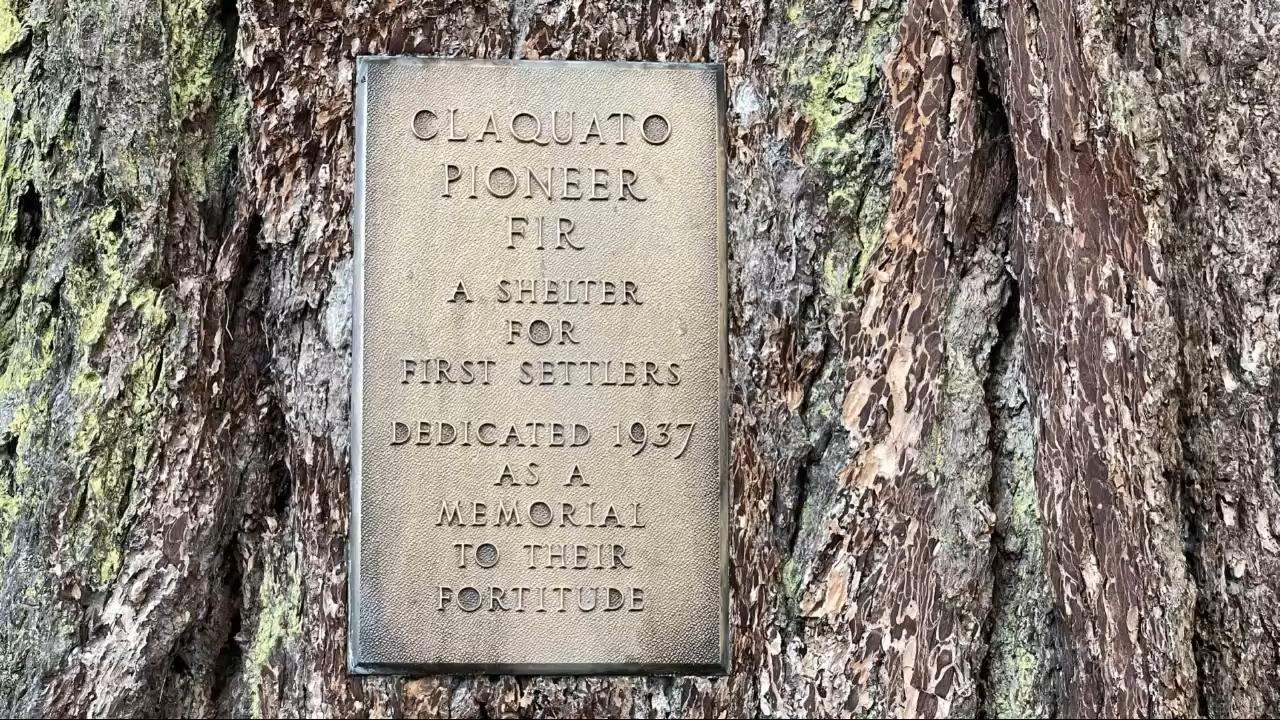 CLAQUATO
PIONEER
FIR
A SHELTER
FOR
FIRST SETTLERS
DEDICATED 1937
AS A
MEMORIAL
TO THEIR
FORTITUDE